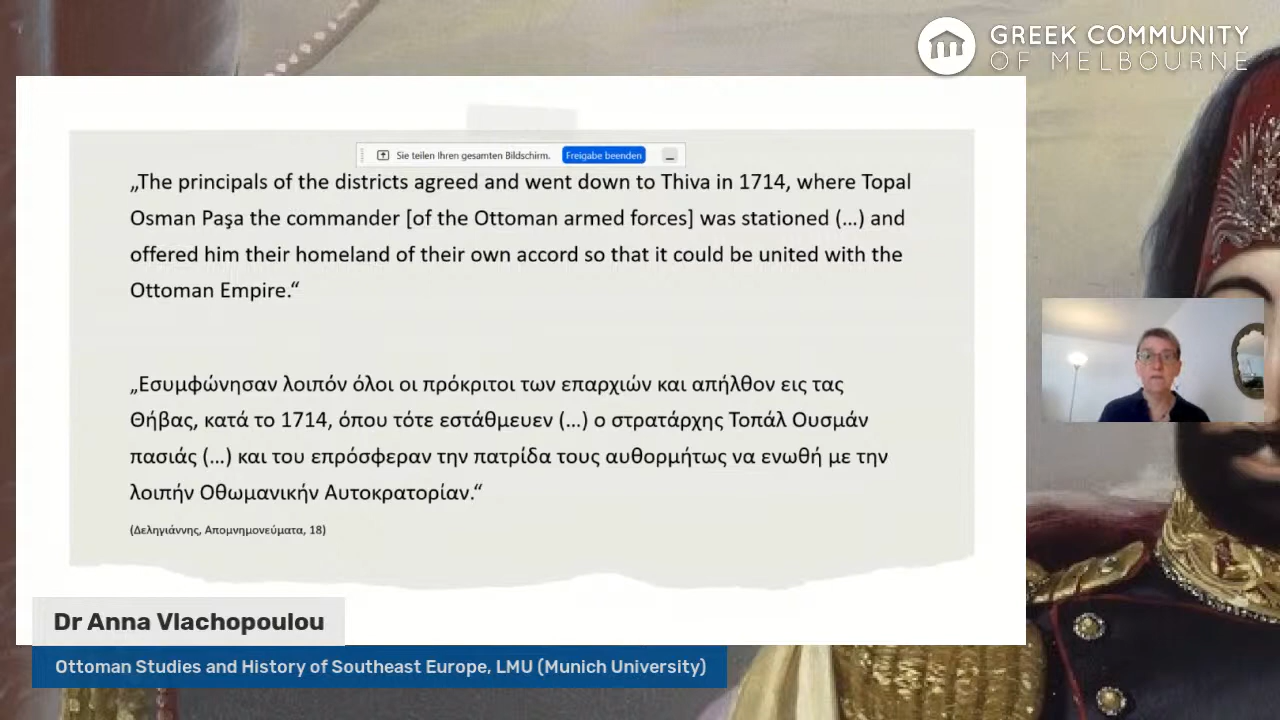 GREEK COMMUNITY
OF MELBOURNE
Sie teilen Ihren gesamten Bildschirm. Freigabe beenden
„The principals of the districts agreed and went down to Thiva in 1714, where Topal
Osman Paşa the commander [of the Ottoman armed forces] was stationed (…) and
offered him their homeland of their own accord so that it could be united with the
Ottoman Empire.“
„Εσυμφώνησαν λοιπόν όλοι οι πρόκριτοι των επαρχιών και απήλθον εις τας
Θήβας, κατά το 1714, όπου τότε εστάθμευεν (…) ο στρατάρχης Τοπάλ Ουσμάν
πασιάς (…) και του επρόσφεραν την πατρίδα τους αυθορμήτως να ενωθή με την
λοιπήν Οθωμανικήν Αυτοκρατορίαν.“
(Δεληγιάννης, Απομνημονεύματα, 18)
Dr Anna Vlachopoulou
Ottoman Studies and History of Southeast Europe, LMU (Munich University)